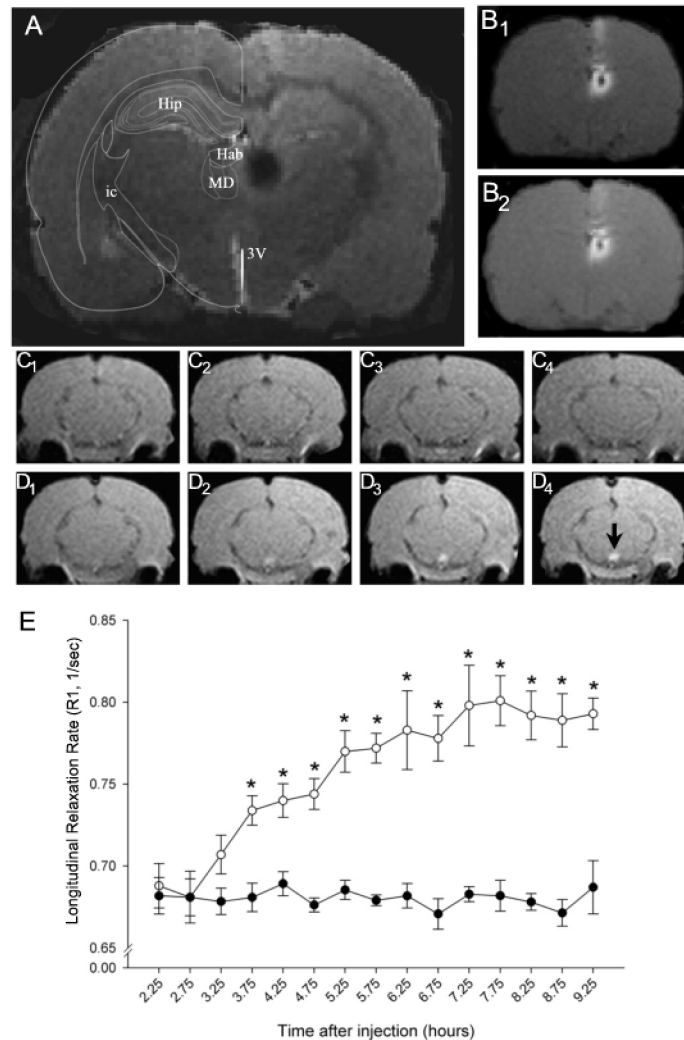 A
Hip
Hab
MD
ic
3V
B1
B2
C1
C2
C3
C4
D1
D2
D3
D4
E
Longitudinal Relaxation Rate (R1, 1/sec)
0.85
0.80
0.75
0.70
0.65
0.00
* * * * * * * * * * * *
2.25 2.75 3.25 3.75 4.25 4.75 5.25 5.75 6.25 6.75 7.25 7.75 8.25 8.75 9.25
Time after injection (hours)